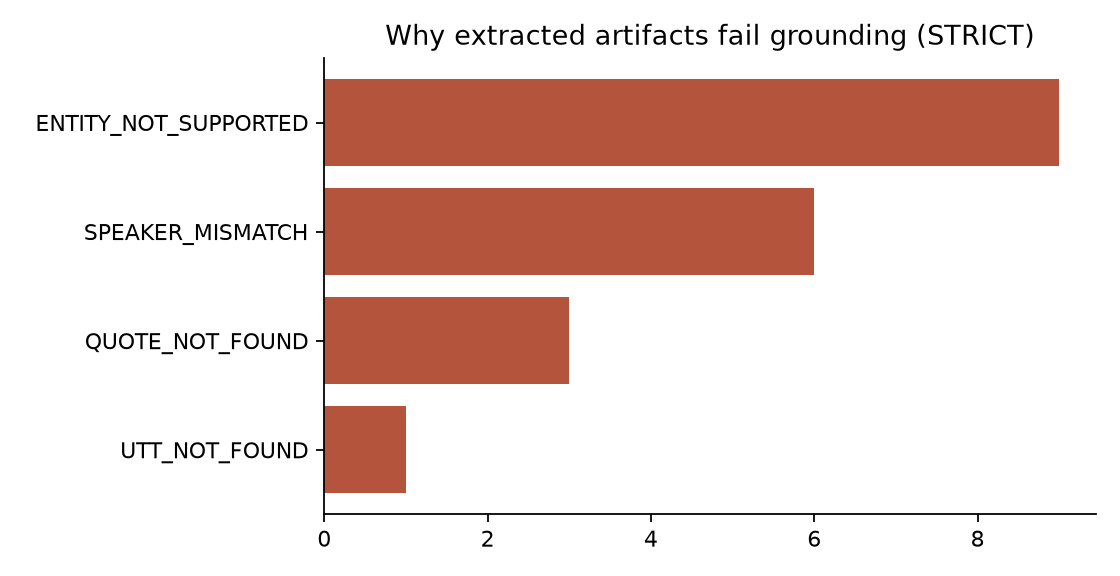 Why extracted artifacts fail grounding (STRICT)
ENTITY_NOT_SUPPORTED
SPEAKER_MISMATCH
QUOTE_NOT_FOUND
UTT_NOT_FOUND
0 2 4 6 8